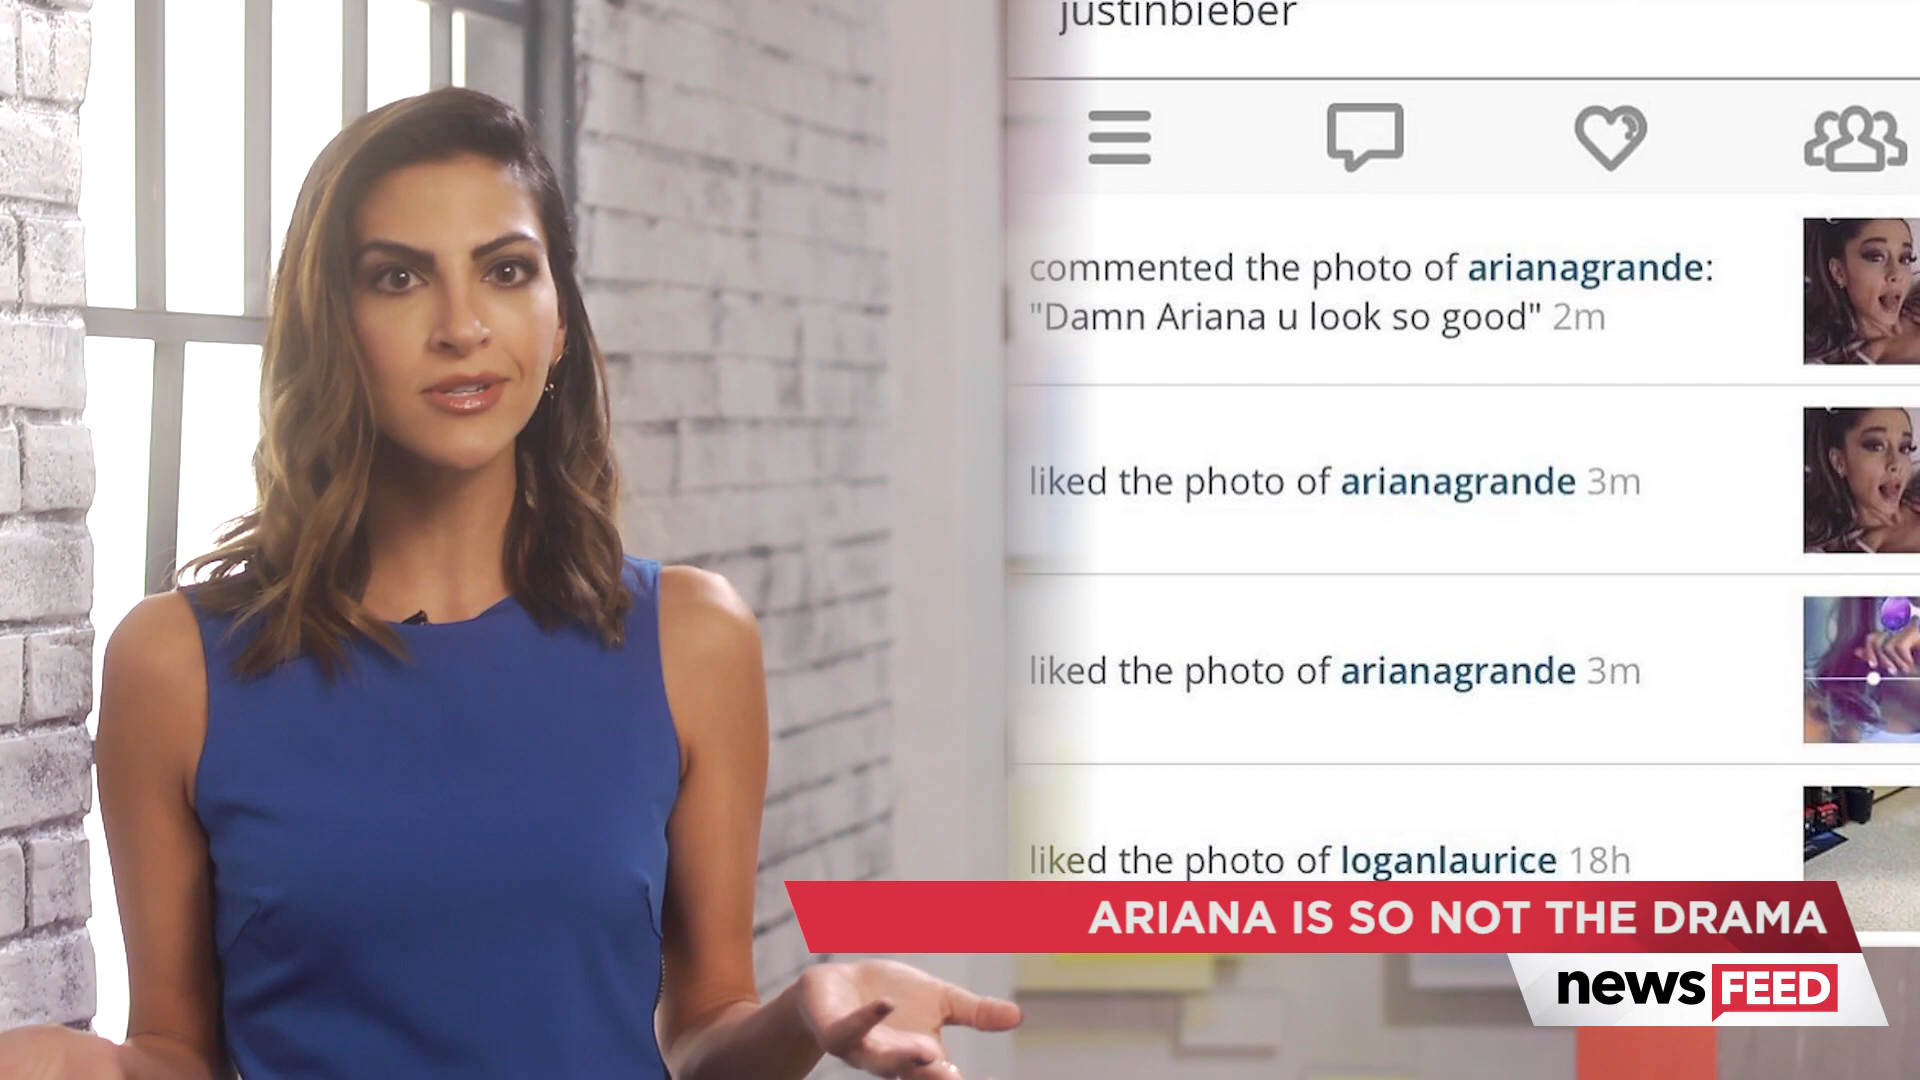 justinbieber
commented the photo of arianagrande:
"Damn Ariana u look so good" 2m
liked the photo of arianagrande 3m
liked the photo of arianagrande 3m
liked the photo of loganlaurice 18h
ARIANA IS SO NOT THE DRAMA
news FEED